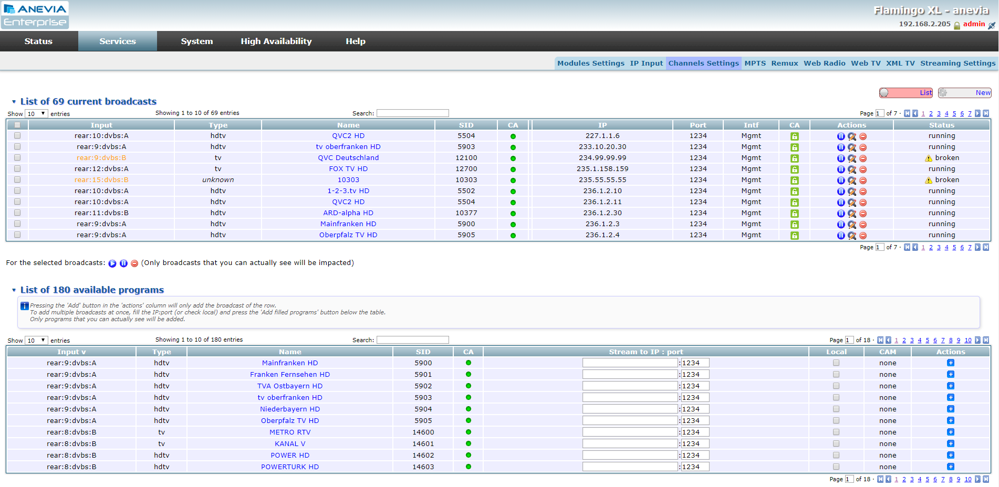 ANEVIA
Enterprise
Flamingo XL - anevia
192.168.2.205 admin
Status Services System High Availability Help
Modules Settings IP Input Channels Settings MPTS Remux Web Radio Web TV XML TV Streaming Settings
List New
List of 69 current broadcasts
Show 10 entries Showing 1 to 10 of 69 entries Search: Page 1 of 7 · 1 2 3 4 5 6 7
Input Type Name SID CA IP Port Intf CA Actions Status
rear:10:dvbs:A hdtv QVC2 HD 5504 227.1.1.6 1234 Mgmt running
rear:9:dvbs:A hdtv tv oberfranken HD 5903 233.10.20.30 1234 Mgmt running
rear:9:dvbs:B tv QVC Deutschland 12100 234.99.99.99 1234 Mgmt broken
rear:12:dvbs:A tv FOX TV HD 12700 235.1.158.159 1234 Mgmt running
rear:15:dvbs:B unknown 10303 10303 235.55.55.55 1234 Mgmt broken
rear:10:dvbs:A hdtv 1-2-3.tv HD 5502 236.1.2.10 1234 Mgmt running
rear:10:dvbs:A hdtv QVC2 HD 5504 236.1.2.11 1234 Mgmt running
rear:11:dvbs:B hdtv ARD-alpha HD 10377 236.1.2.30 1234 Mgmt running
rear:9:dvbs:A hdtv Mainfranken HD 5900 236.1.2.3 1234 Mgmt running
rear:9:dvbs:A hdtv Oberpfalz TV HD 5905 236.1.2.4 1234 Mgmt running
Page 1 of 7 · 1 2 3 4 5 6 7
For the selected broadcasts: (Only broadcasts that you can actually see will be impacted)
List of 180 available programs
Pressing the 'Add' button in the 'actions' column will only add the broadcast of the row.
To add multiple broadcasts at once, fill the IP:port (or check local) and press the 'Add filled programs' button below the table.
Only programs that you can actually see will be added.
Show 10 entries Showing 1 to 10 of 180 entries Search: Page 1 of 18 · 1 2 3 4 5 6 7 8 9 10
Input v Type Name SID CA Stream to IP : port Local CAM Actions
rear:9:dvbs:A hdtv Mainfranken HD 5900 :1234 none
rear:9:dvbs:A hdtv Franken Fernsehen HD 5901 :1234 none
rear:9:dvbs:A hdtv TVA Ostbayern HD 5902 :1234 none
rear:9:dvbs:A hdtv tv oberfranken HD 5903 :1234 none
rear:9:dvbs:A hdtv Niederbayern HD 5904 :1234 none
rear:9:dvbs:A hdtv Oberpfalz TV HD 5905 :1234 none
rear:8:dvbs:B tv METRO RTV 14600 :1234 none
rear:8:dvbs:B tv KANAL V 14601 :1234 none
rear:8:dvbs:B hdtv POWER HD 14602 :1234 none
rear:8:dvbs:B hdtv POWERTURK HD 14603 :1234 none
Page 1 of 18 · 1 2 3 4 5 6 7 8 9 10